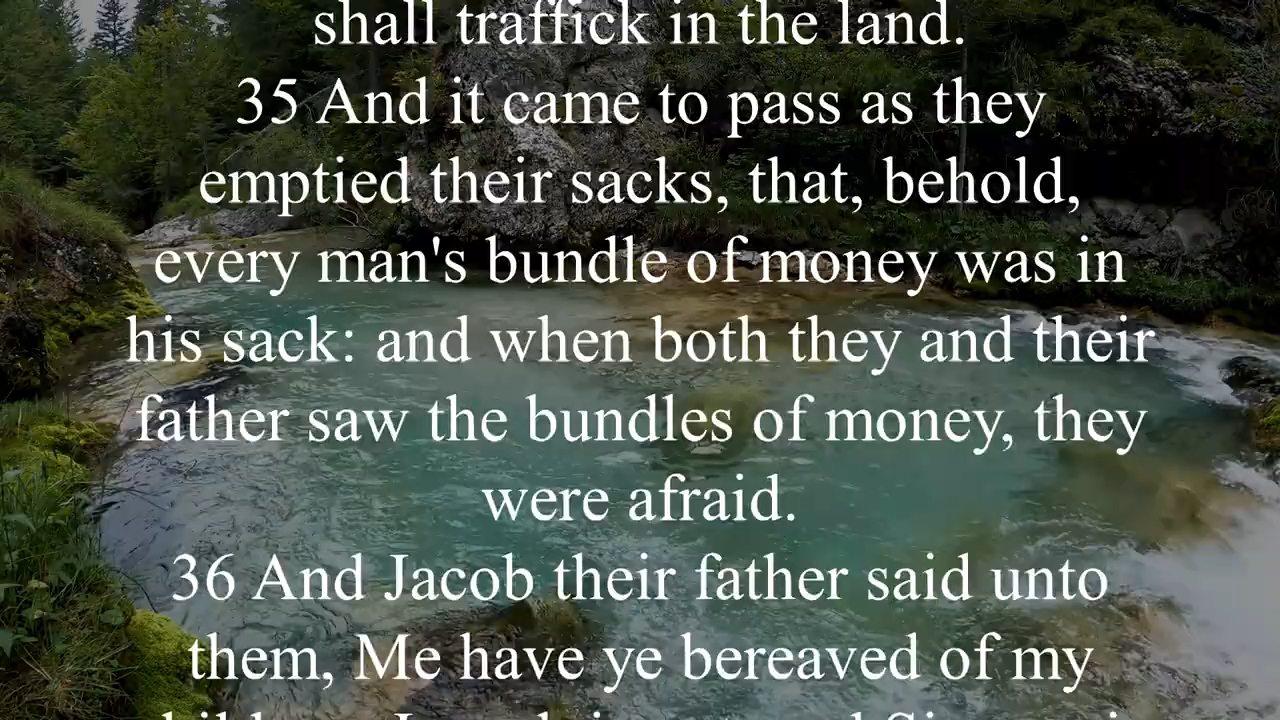 shall traffick in the land.
35 And it came to pass as they
emptied their sacks, that, behold,
every man's bundle of money was in
his sack: and when both they and their
father saw the bundles of money, they
were afraid.
36 And Jacob their father said unto
them, Me have ye bereaved of my